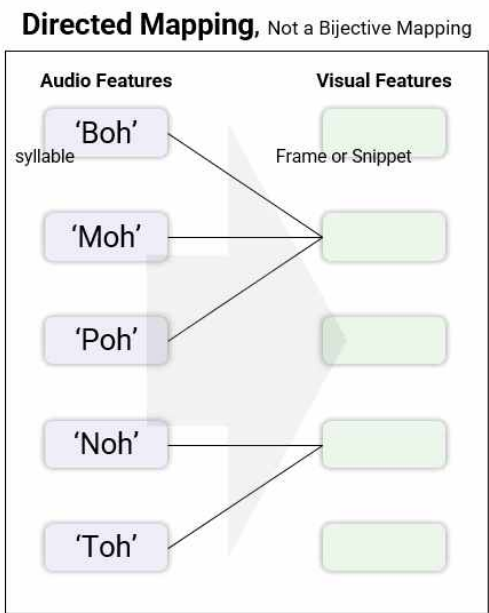 Directed Mapping, Not a Bijective Mapping
Audio Features Visual Features
‘Boh’
syllable Frame or Snippet
‘Moh’
‘Poh’
‘Noh’
‘Toh’